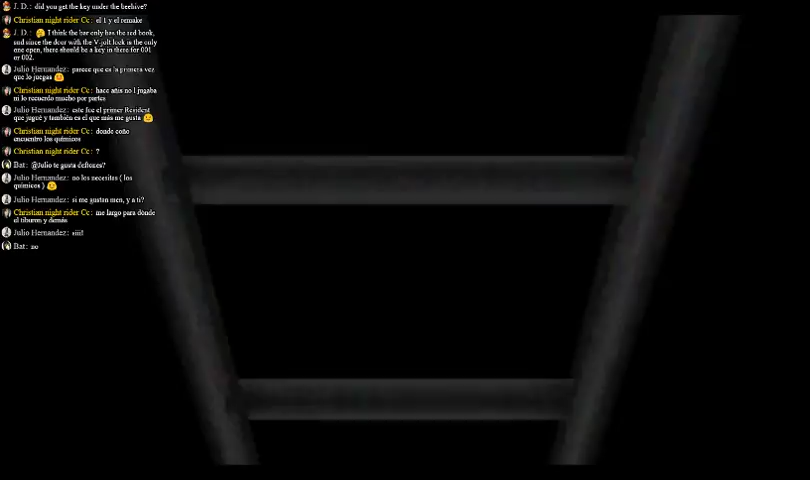 J. D.: did you get the key under the beehive?
Christian night rider Cc: el 1 y el remake
J. D.: 🤔 I think the bar only has the red book,
and since the door with the V-jolt lock is the only
one open, there should be a key in there for 001
or 002.
Julio Hernandez: parece que es la primera vez
que lo juegas
Christian night rider Cc: hace añis no l jugaba
ni lo recuerdo mucho por partes
Julio Hernandez: este fue el primer Resident
que jugué y también es el que más me gusta
Christian night rider Cc: donde coño
encuentro los químicos
Christian night rider Cc: ?
Bat: @Julio te gusta deftones?
Julio Hernandez: no los necesitas ( los
químicos )
Julio Hernandez: si me gustan men, y a ti?
Christian night rider Cc: me largo para donde
el tiburon y demás
Julio Hernandez: siii!
Bat: no